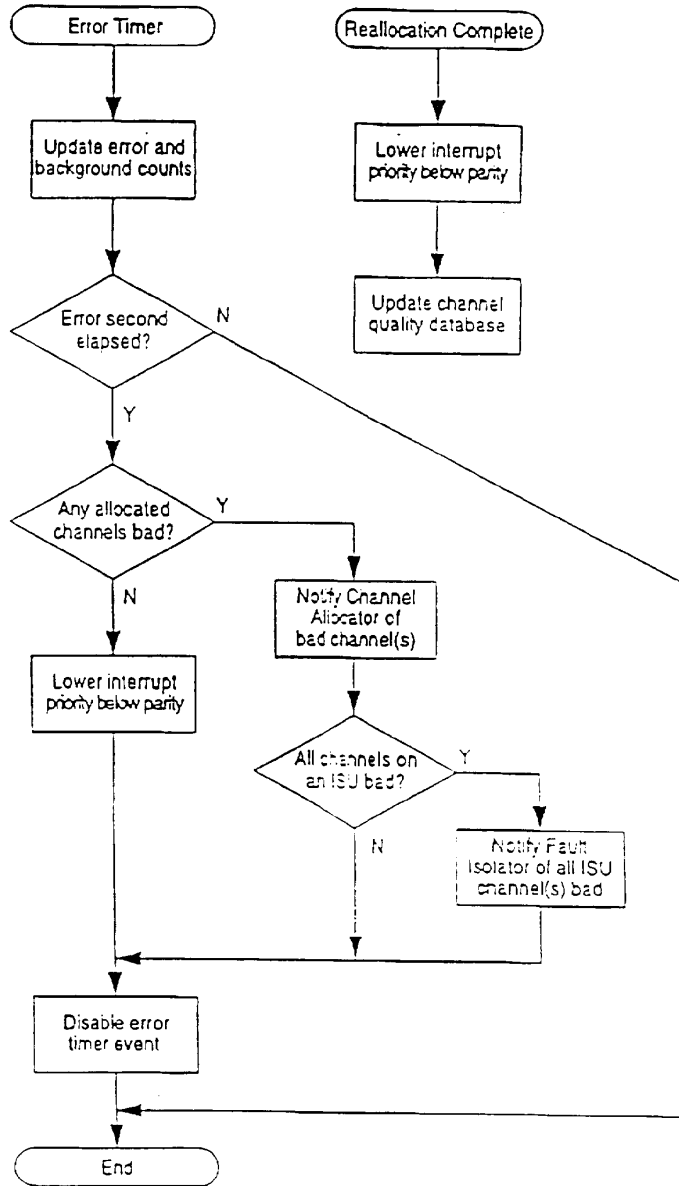 Error Timer
Reallocation Complete
Update error and
background counts
Lower interrupt
priority below parity
Error second
elapsed?
N
Update channel
quality database
Y
Any allocated
channels bad?
Y
N
Notify Channel
Allocator of
bad channel(s)
Lower interrupt
priority below parity
All channels on
an ISU bad?
Y
N
Notify Fault
Isolator of all ISU
channel(s) bad
Disable error
timer event
End